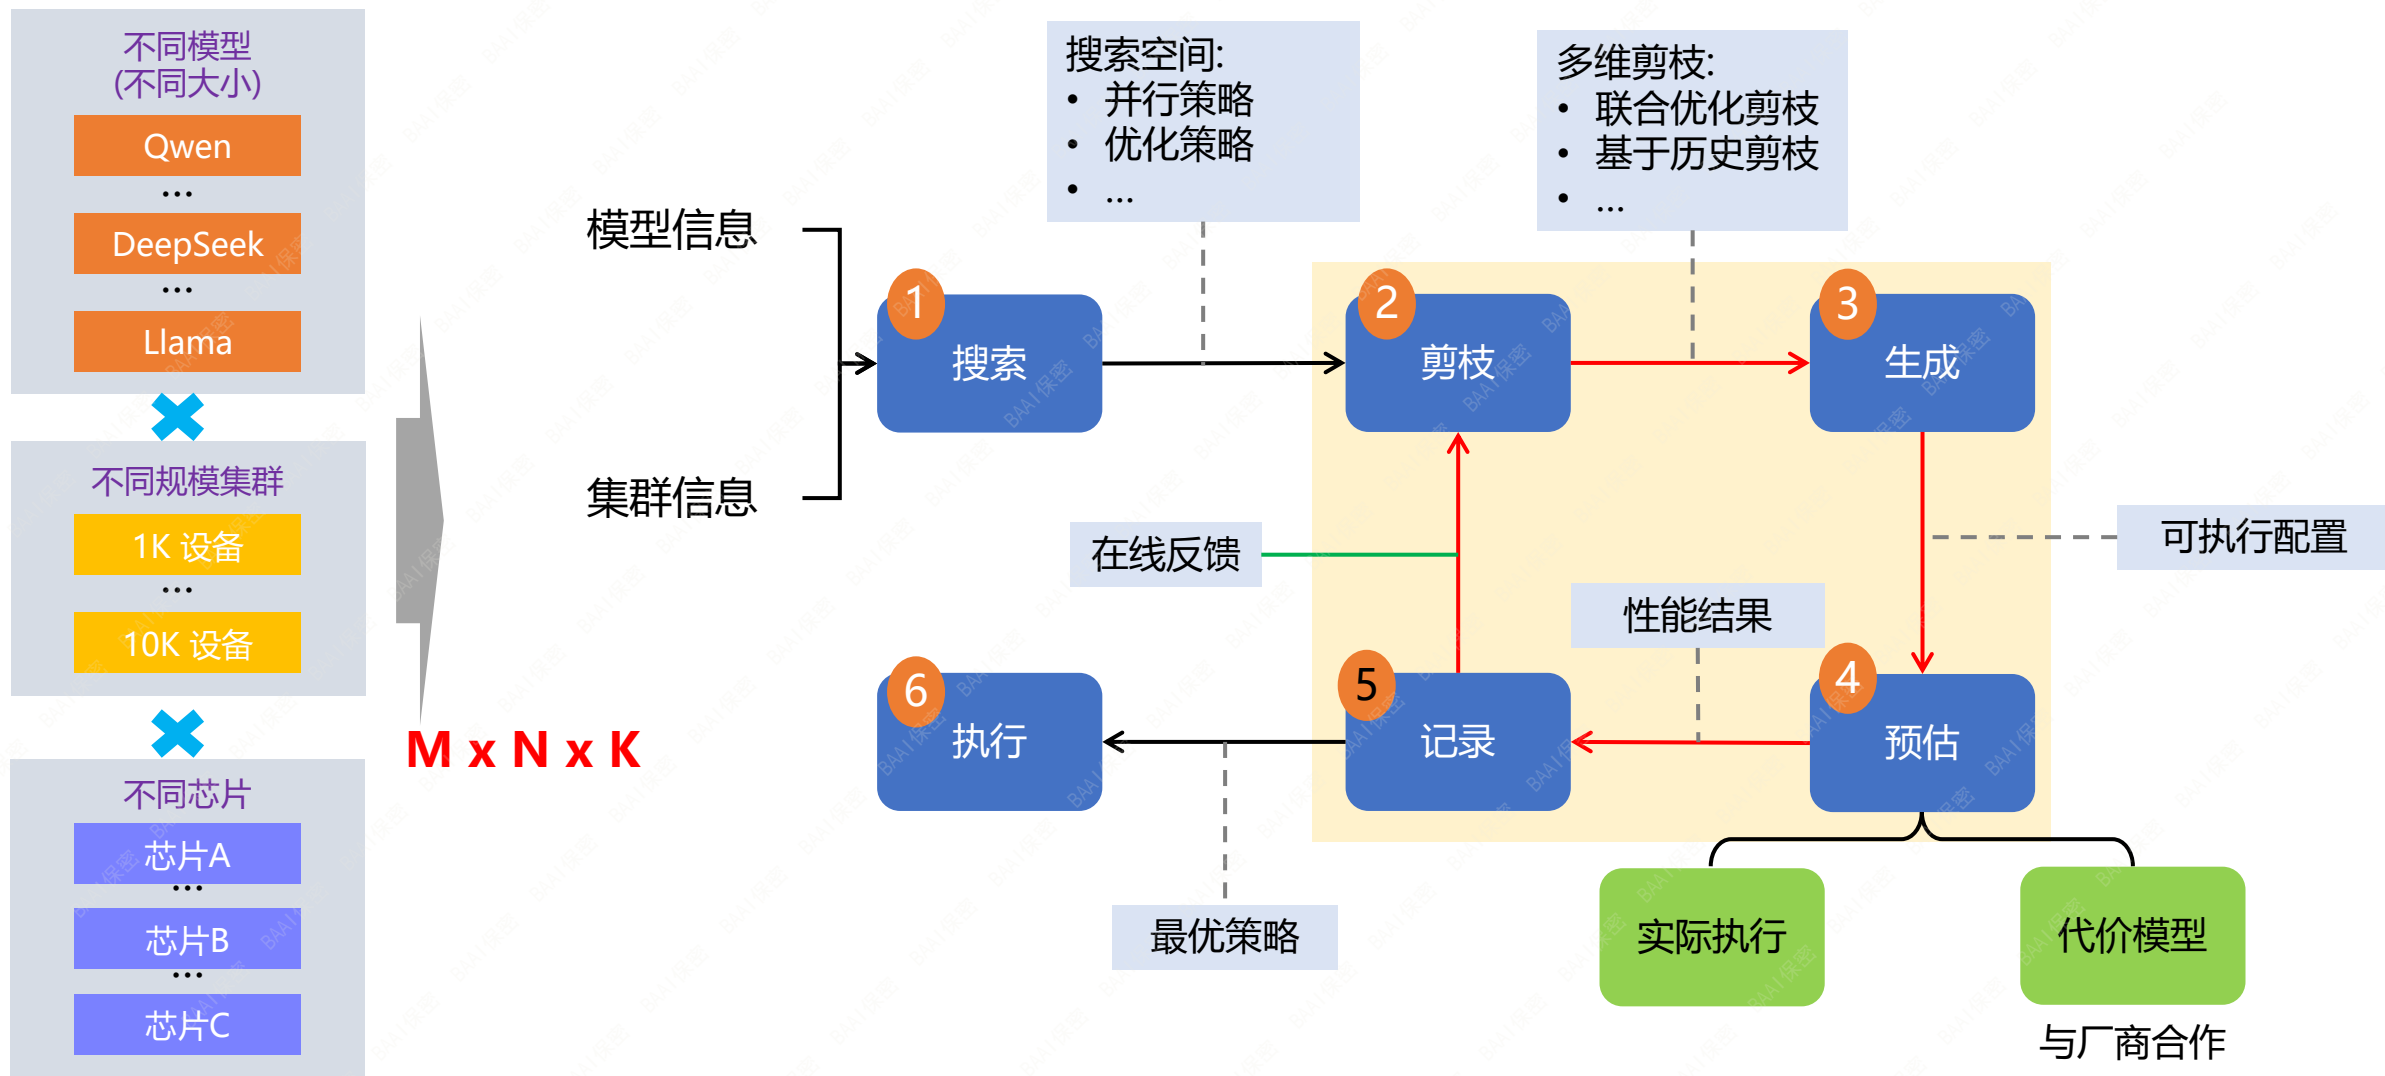 不同模型
(不同大小)
Qwen
...
DeepSeek
...
Llama
不同规模集群
1K 设备
...
10K 设备
不同芯片
芯片A
...
芯片B
...
芯片C
M x N x K
模型信息
集群信息
搜索空间:
• 并行策略
• 优化策略
• ...
多维剪枝:
• 联合优化剪枝
• 基于历史剪枝
• ...
1
搜索
2
剪枝
3
生成
在线反馈
可执行配置
性能结果
6
执行
5
记录
4
预估
最优策略
实际执行
代价模型
与厂商合作
BAAI保密